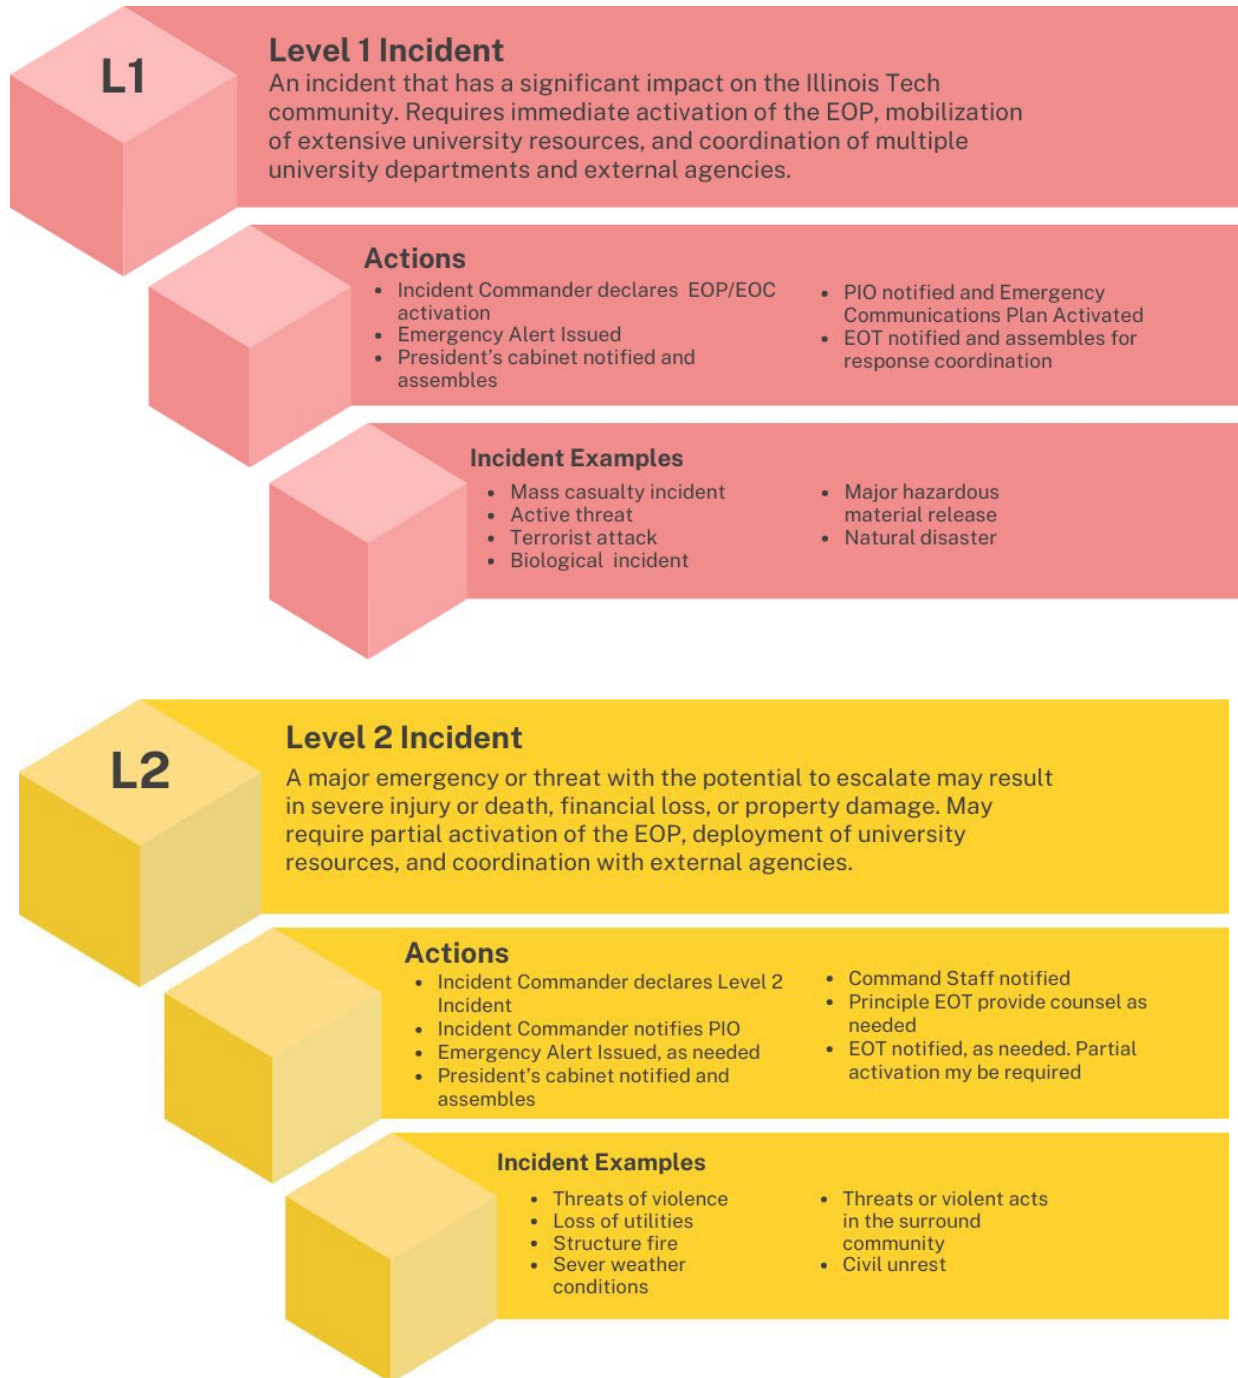 L1
Level 1 Incident
An incident that has a significant impact on the Illinois Tech
community. Requires immediate activation of the EOP, mobilization
of extensive university resources, and coordination of multiple
university departments and external agencies.
Actions
• Incident Commander declares EOP/EOC
activation
• Emergency Alert Issued
• President's cabinet notified and
assembles
• PIO notified and Emergency
Communications Plan Activated
• EOT notified and assembles for
response coordination
Incident Examples
• Mass casualty incident
• Active threat
• Terrorist attack
• Biological incident
• Major hazardous
material release
• Natural disaster
L2
Level 2 Incident
A major emergency or threat with the potential to escalate may result
in severe injury or death, financial loss, or property damage. May
require partial activation of the EOP, deployment of university
resources, and coordination with external agencies.
Actions
• Incident Commander declares Level 2
Incident
• Incident Commander notifies PIO
• Emergency Alert Issued, as needed
• President's cabinet notified and
assembles
• Command Staff notified
• Principle EOT provide counsel as
needed
• EOT notified, as needed. Partial
activation my be required
Incident Examples
• Threats of violence
• Loss of utilities
• Structure fire
• Sever weather
conditions
• Threats or violent acts
in the surround
community
• Civil unrest